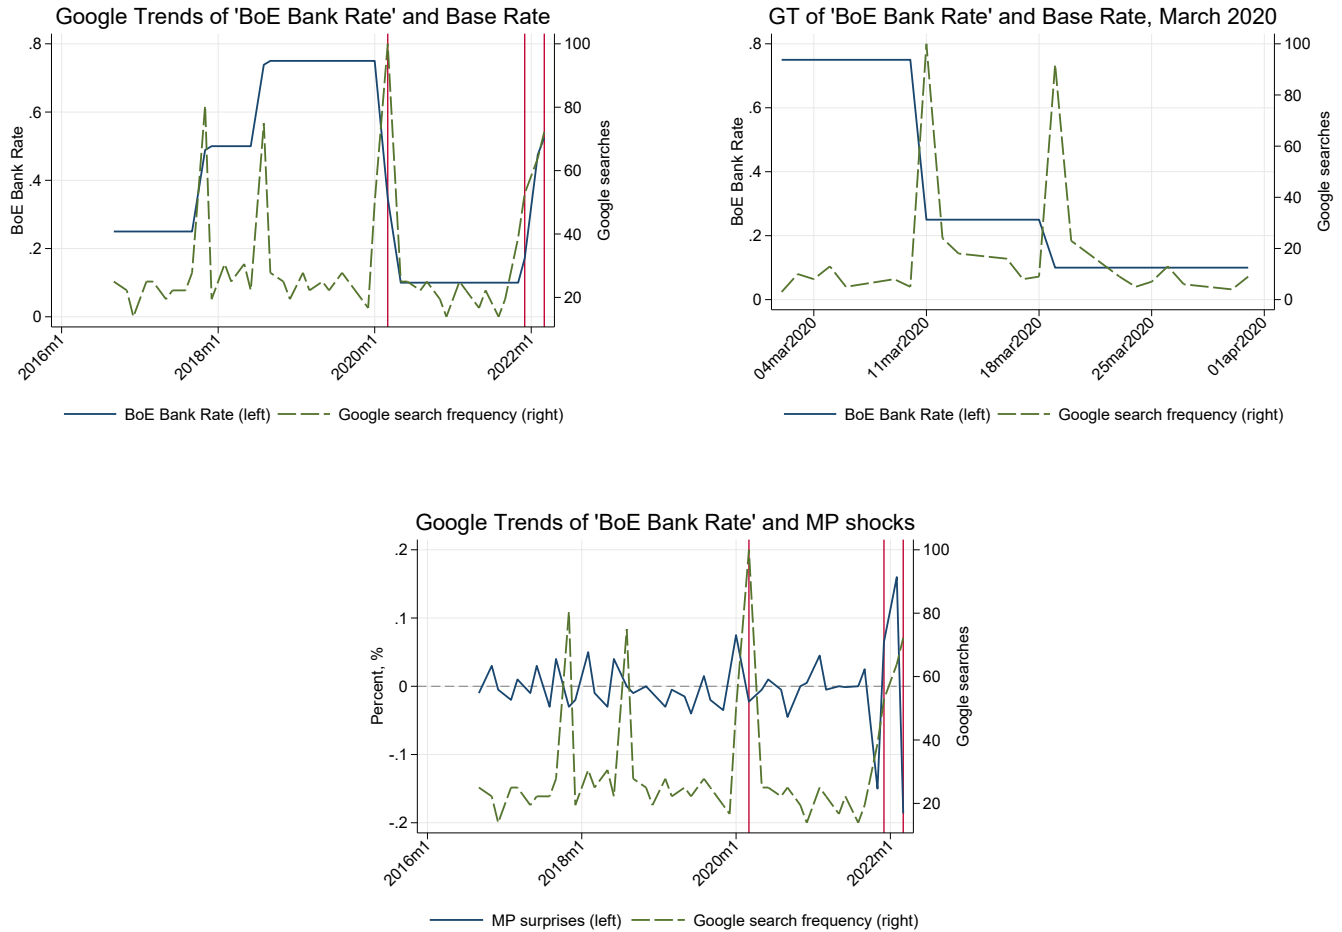 Google Trends of 'BoE Bank Rate' and Base Rate
BoE Bank Rate
.8
.6
.4
.2
0
100
80
60
40
20
Google searches
2016m1
2018m1
2020m1
2022m1
BoE Bank Rate (left)
Google search frequency (right)
GT of 'BoE Bank Rate' and Base Rate, March 2020
BoE Bank Rate
.8
.6
.4
.2
0
100
80
60
40
20
0
Google searches
04mar2020
11mar2020
18mar2020
25mar2020
01apr2020
BoE Bank Rate (left)
Google search frequency (right)
Google Trends of 'BoE Bank Rate' and MP shocks
Percent, %
.2
.1
0
-.1
-.2
100
80
60
40
20
Google searches
2016m1
2018m1
2020m1
2022m1
MP surprises (left)
Google search frequency (right)